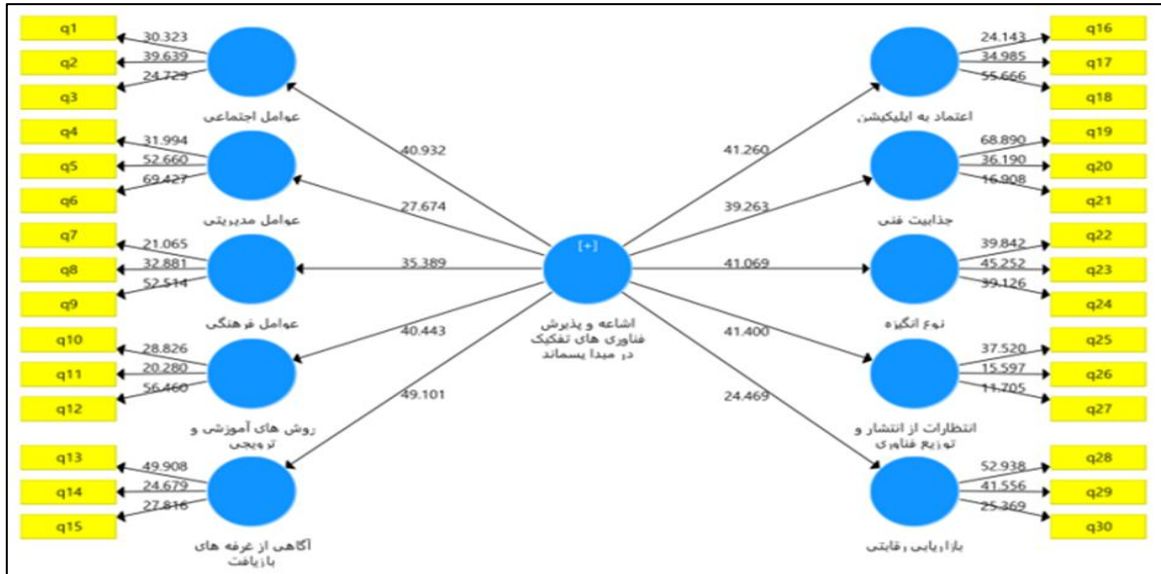 q1
30.323
q2
39.639
q3
24.729
عوامل اجتماعی
q4
31.994
q5
52.660
q6
69.427
عوامل مدیریتی
q7
21.065
q8
32.881
q9
52.514
عوامل فرهنگی
q10
28.826
q11
20.280
q12
56.460
روش های آموزشی و
ترویجی
q13
49.908
q14
24.679
q15
27.816
آگاهی از غرفه های
بازیافت
40.932
27.674
35.389
40.443
49.101
[+]
اشاعه و پذیرش
فناوری های تفکیک
در مبدا پسماند
41.260
39.263
41.069
41.400
24.469
24.143
q16
34.985
q17
55.666
q18
اعتماد به اپلیکیشن
68.890
q19
36.190
q20
16.908
q21
جذابیت فنی
39.842
q22
45.252
q23
39.126
q24
نوع انگیزه
37.520
q25
15.597
q26
11.705
q27
انتظارات از انتشار و
توزیع فناوری
52.938
q28
41.556
q29
25.369
q30
بازاریابی رقابتی